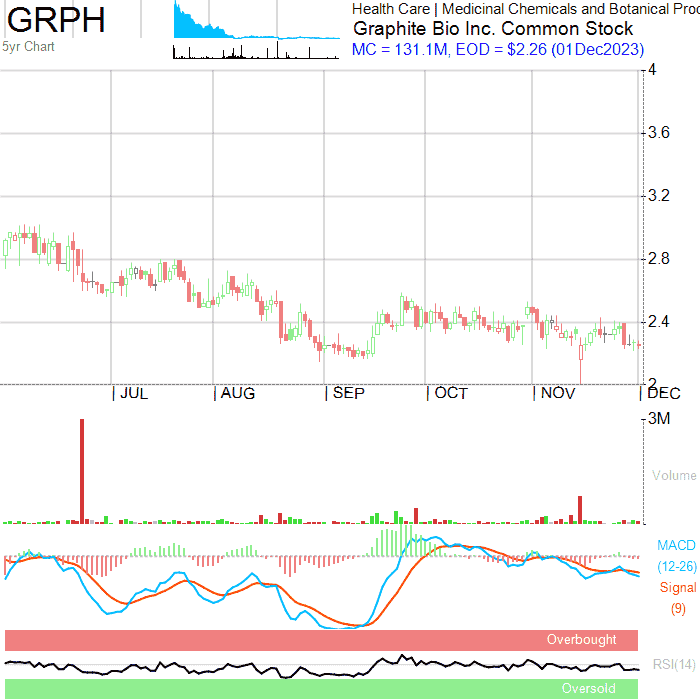 GRPH
5yr Chart
Health Care | Medicinal Chemicals and Botanical Proc
Graphite Bio Inc. Common Stock
MC = 131.1M, EOD = $2.26 (01Dec2023)
4
3.6
3.2
2.8
2.4
2
| JUL | AUG | SEP | OCT | NOV | DEC
3M
Volume
MACD
(12-26)
Signal
(9)
Overbought
RSI(14)
Oversold